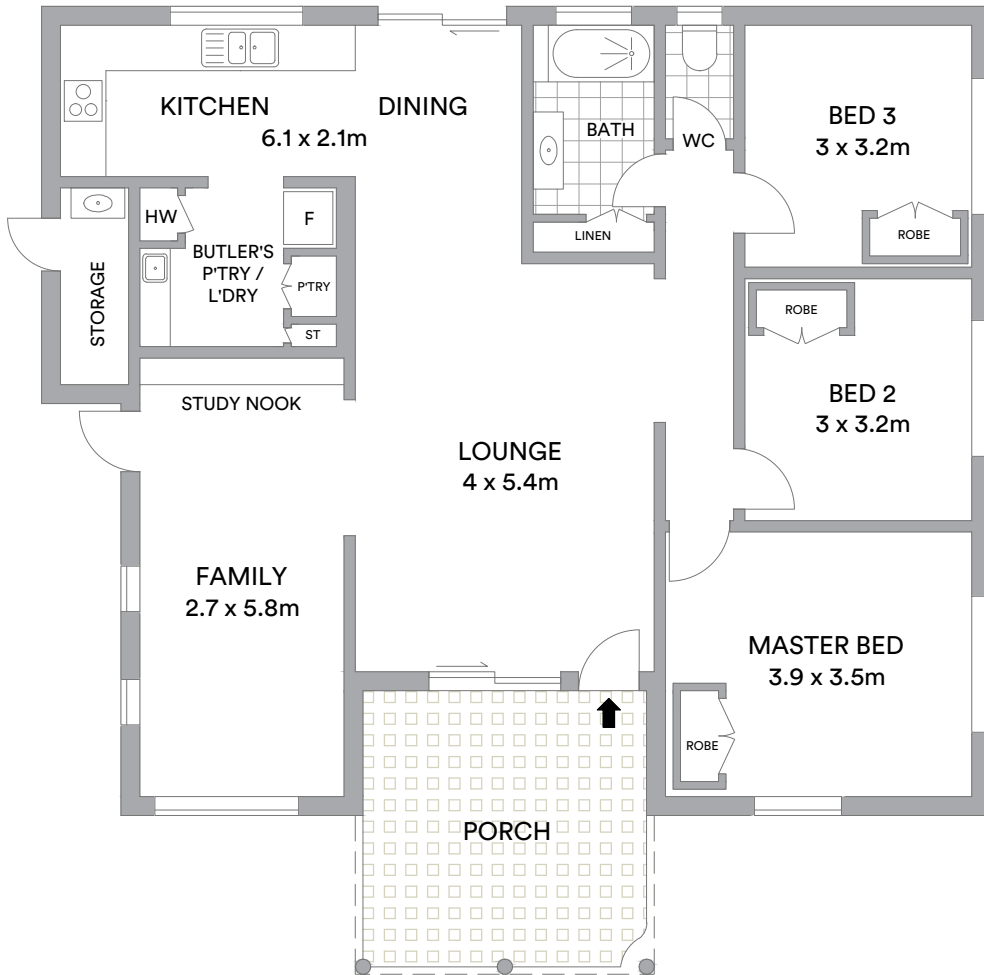 KITCHEN
DINING
6.1 x 2.1m
BATH
WC
BED 3
3 x 3.2m
ROBE
HW
F
LINEN
BUTLER'S
P'TRY /
L'DRY
P'TRY
ST
STORAGE
ROBE
BED 2
3 x 3.2m
STUDY NOOK
LOUNGE
4 x 5.4m
FAMILY
2.7 x 5.8m
MASTER BED
3.9 x 3.5m
ROBE
PORCH